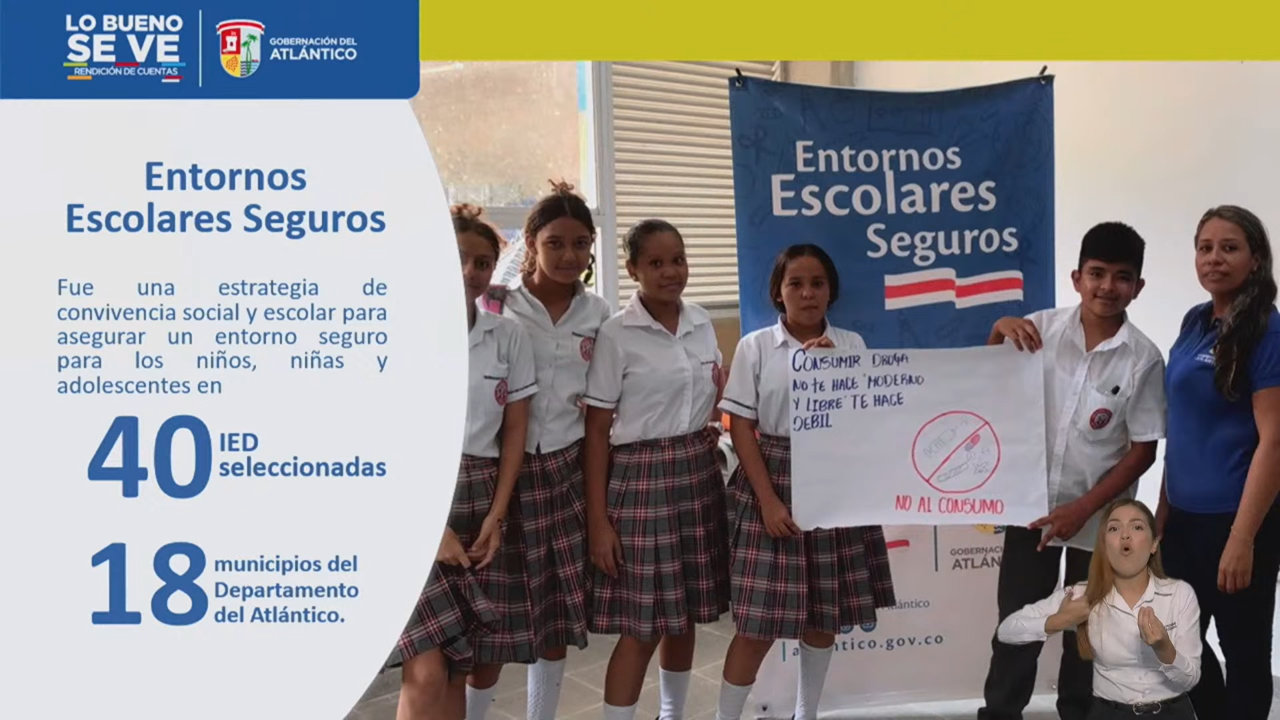 LO BUENO
SE VE
RENDICIÓN DE CUENTAS
GOBERNACIÓN DEL
ATLÁNTICO
Entornos
Escolares Seguros
Fue una estrategia de
convivencia social y escolar para
asegurar un entorno seguro
para los niños, niñas y
adolescentes en
40 IED
seleccionadas
18 municipios del
Departamento
del Atlántico.
Entornos
Escolares
Seguros
CONSUMIR DROGA
NO TE HACE "MODERNO
Y LIBRE" TE HACE
DEBIL
NO AL CONSUMO
GOBERNAC
ATLÁN
ntico.gov.co